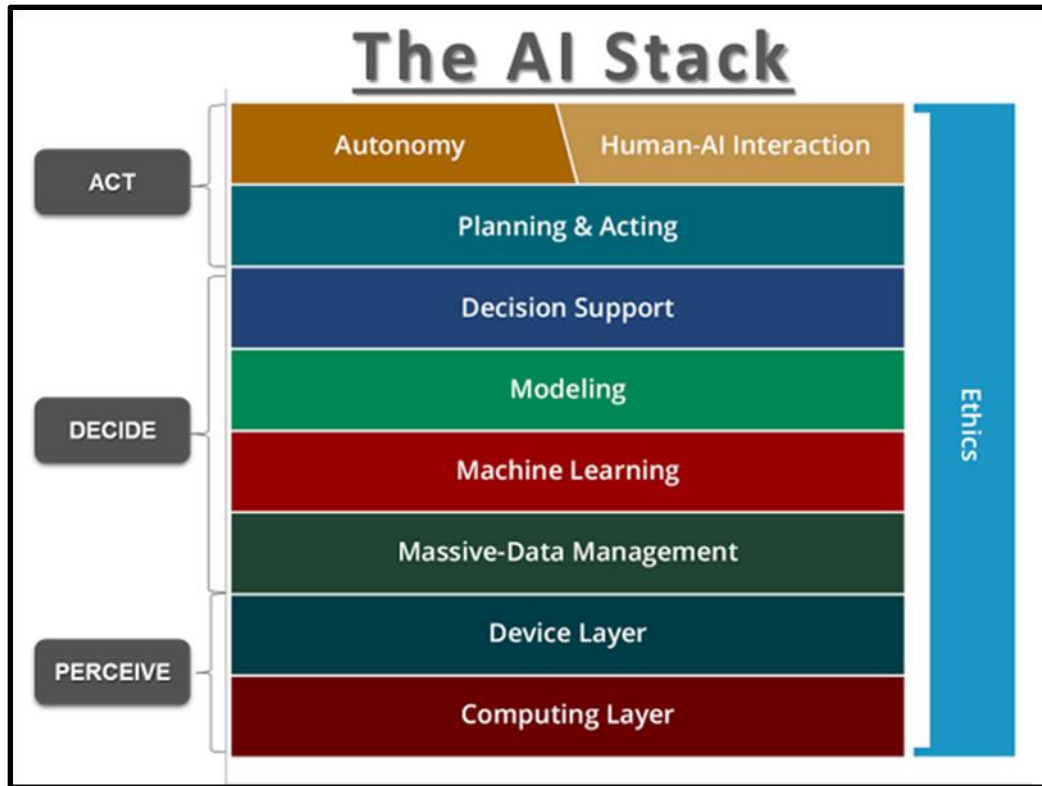 The AI Stack
Autonomy
Human-AI Interaction
ACT
Planning & Acting
Decision Support
Modeling
DECIDE
Machine Learning
Massive-Data Management
Device Layer
PERCEIVE
Computing Layer
Ethics